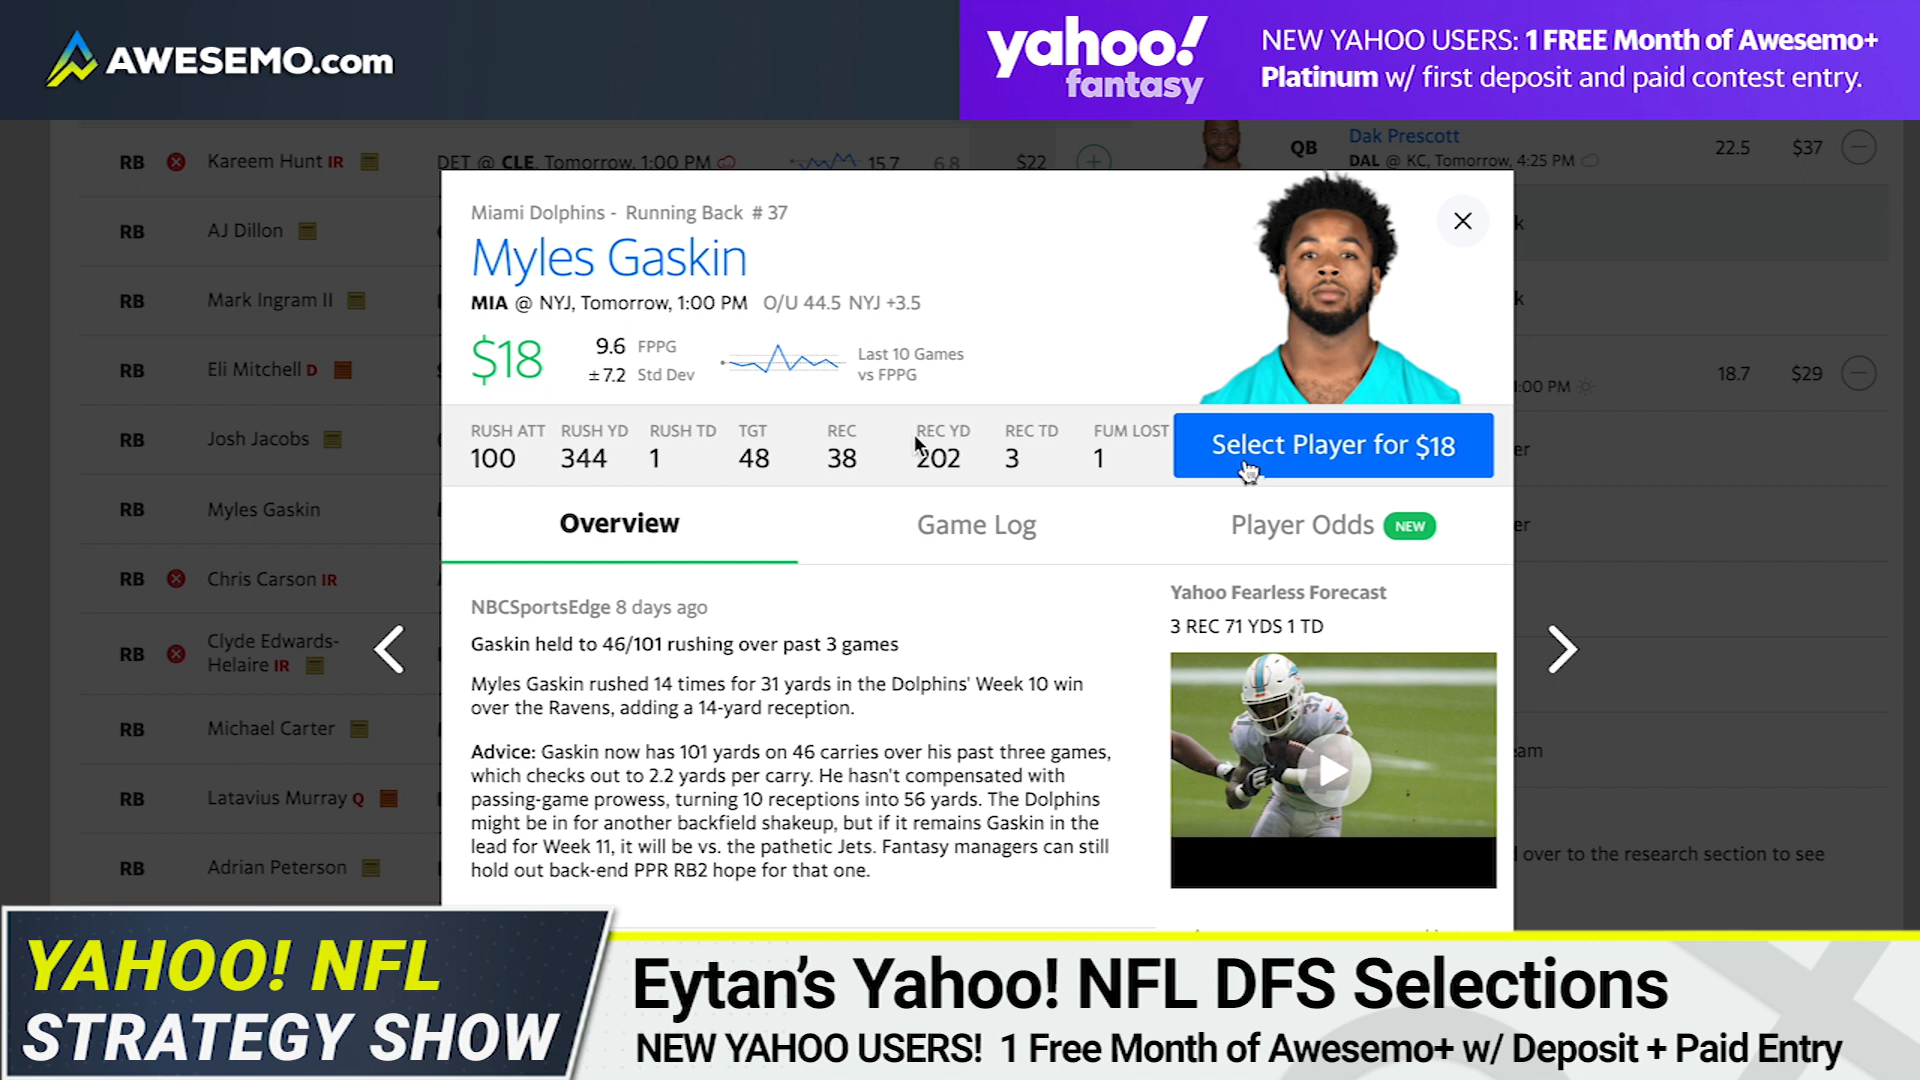 AWESEMO.com
yahoo!
fantasy
NEW YAHOO USERS: 1 FREE Month of Awesemo+
Platinum w/ first deposit and paid contest entry.
RB Kareem Hunt IR DET @ CLE, Tomorrow, 1:00 PM 15.7 6.8 $22
QB Dak Prescott 22.5 $37
DAL @ KC, Tomorrow, 4:25 PM
RB AJ Dillon
RB Mark Ingram II
RB Eli Mitchell D
:00 PM 18.7 $29
RB Josh Jacobs
RB Myles Gaskin
RB Chris Carson IR
RB Clyde Edwards-
Helaire IR
RB Michael Carter
RB Latavius Murray Q
RB Adrian Peterson
over to the research section to see
Miami Dolphins - Running Back # 37
Myles Gaskin
MIA @ NYJ, Tomorrow, 1:00 PM O/U 44.5 NYJ +3.5
$18
9.6 FPPG
±7.2 Std Dev
Last 10 Games
vs FPPG
RUSH ATT RUSH YD RUSH TD TGT REC REC YD REC TD FUM LOST
100 344 1 48 38 202 3 1
Select Player for $18
Overview Game Log Player Odds NEW
NBCSportsEdge 8 days ago
Gaskin held to 46/101 rushing over past 3 games
Myles Gaskin rushed 14 times for 31 yards in the Dolphins' Week 10 win
over the Ravens, adding a 14-yard reception.
Advice: Gaskin now has 101 yards on 46 carries over his past three games,
which checks out to 2.2 yards per carry. He hasn't compensated with
passing-game prowess, turning 10 receptions into 56 yards. The Dolphins
might be in for another backfield shakeup, but if it remains Gaskin in the
lead for Week 11, it will be vs. the pathetic Jets. Fantasy managers can still
hold out back-end PPR RB2 hope for that one.
Yahoo Fearless Forecast
3 REC 71 YDS 1 TD
YAHOO! NFL
STRATEGY SHOW
Eytan's Yahoo! NFL DFS Selections
NEW YAHOO USERS! 1 Free Month of Awesemo+ w/ Deposit + Paid Entry